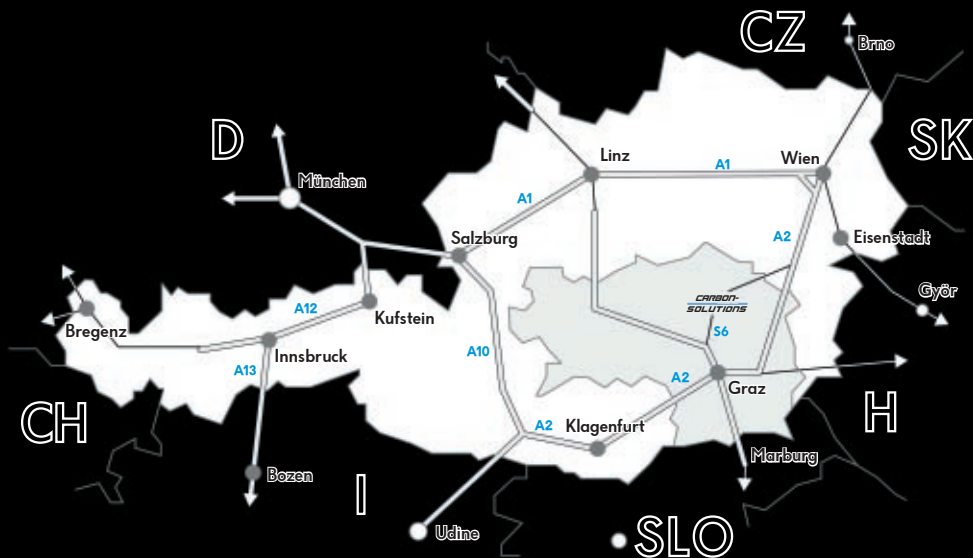 CZ
Brno
D
SK
Linz
A1
Wien
München
A1
A2
Salzburg
Eisenstadt
Györ
CARBON-
SOLUTIONS
A12
Kufstein
Bregenz
S6
Innsbruck
A10
A13
A2
Graz
CH
H
A2
Klagenfurt
Marburg
Bozen
I
Udine
SLO